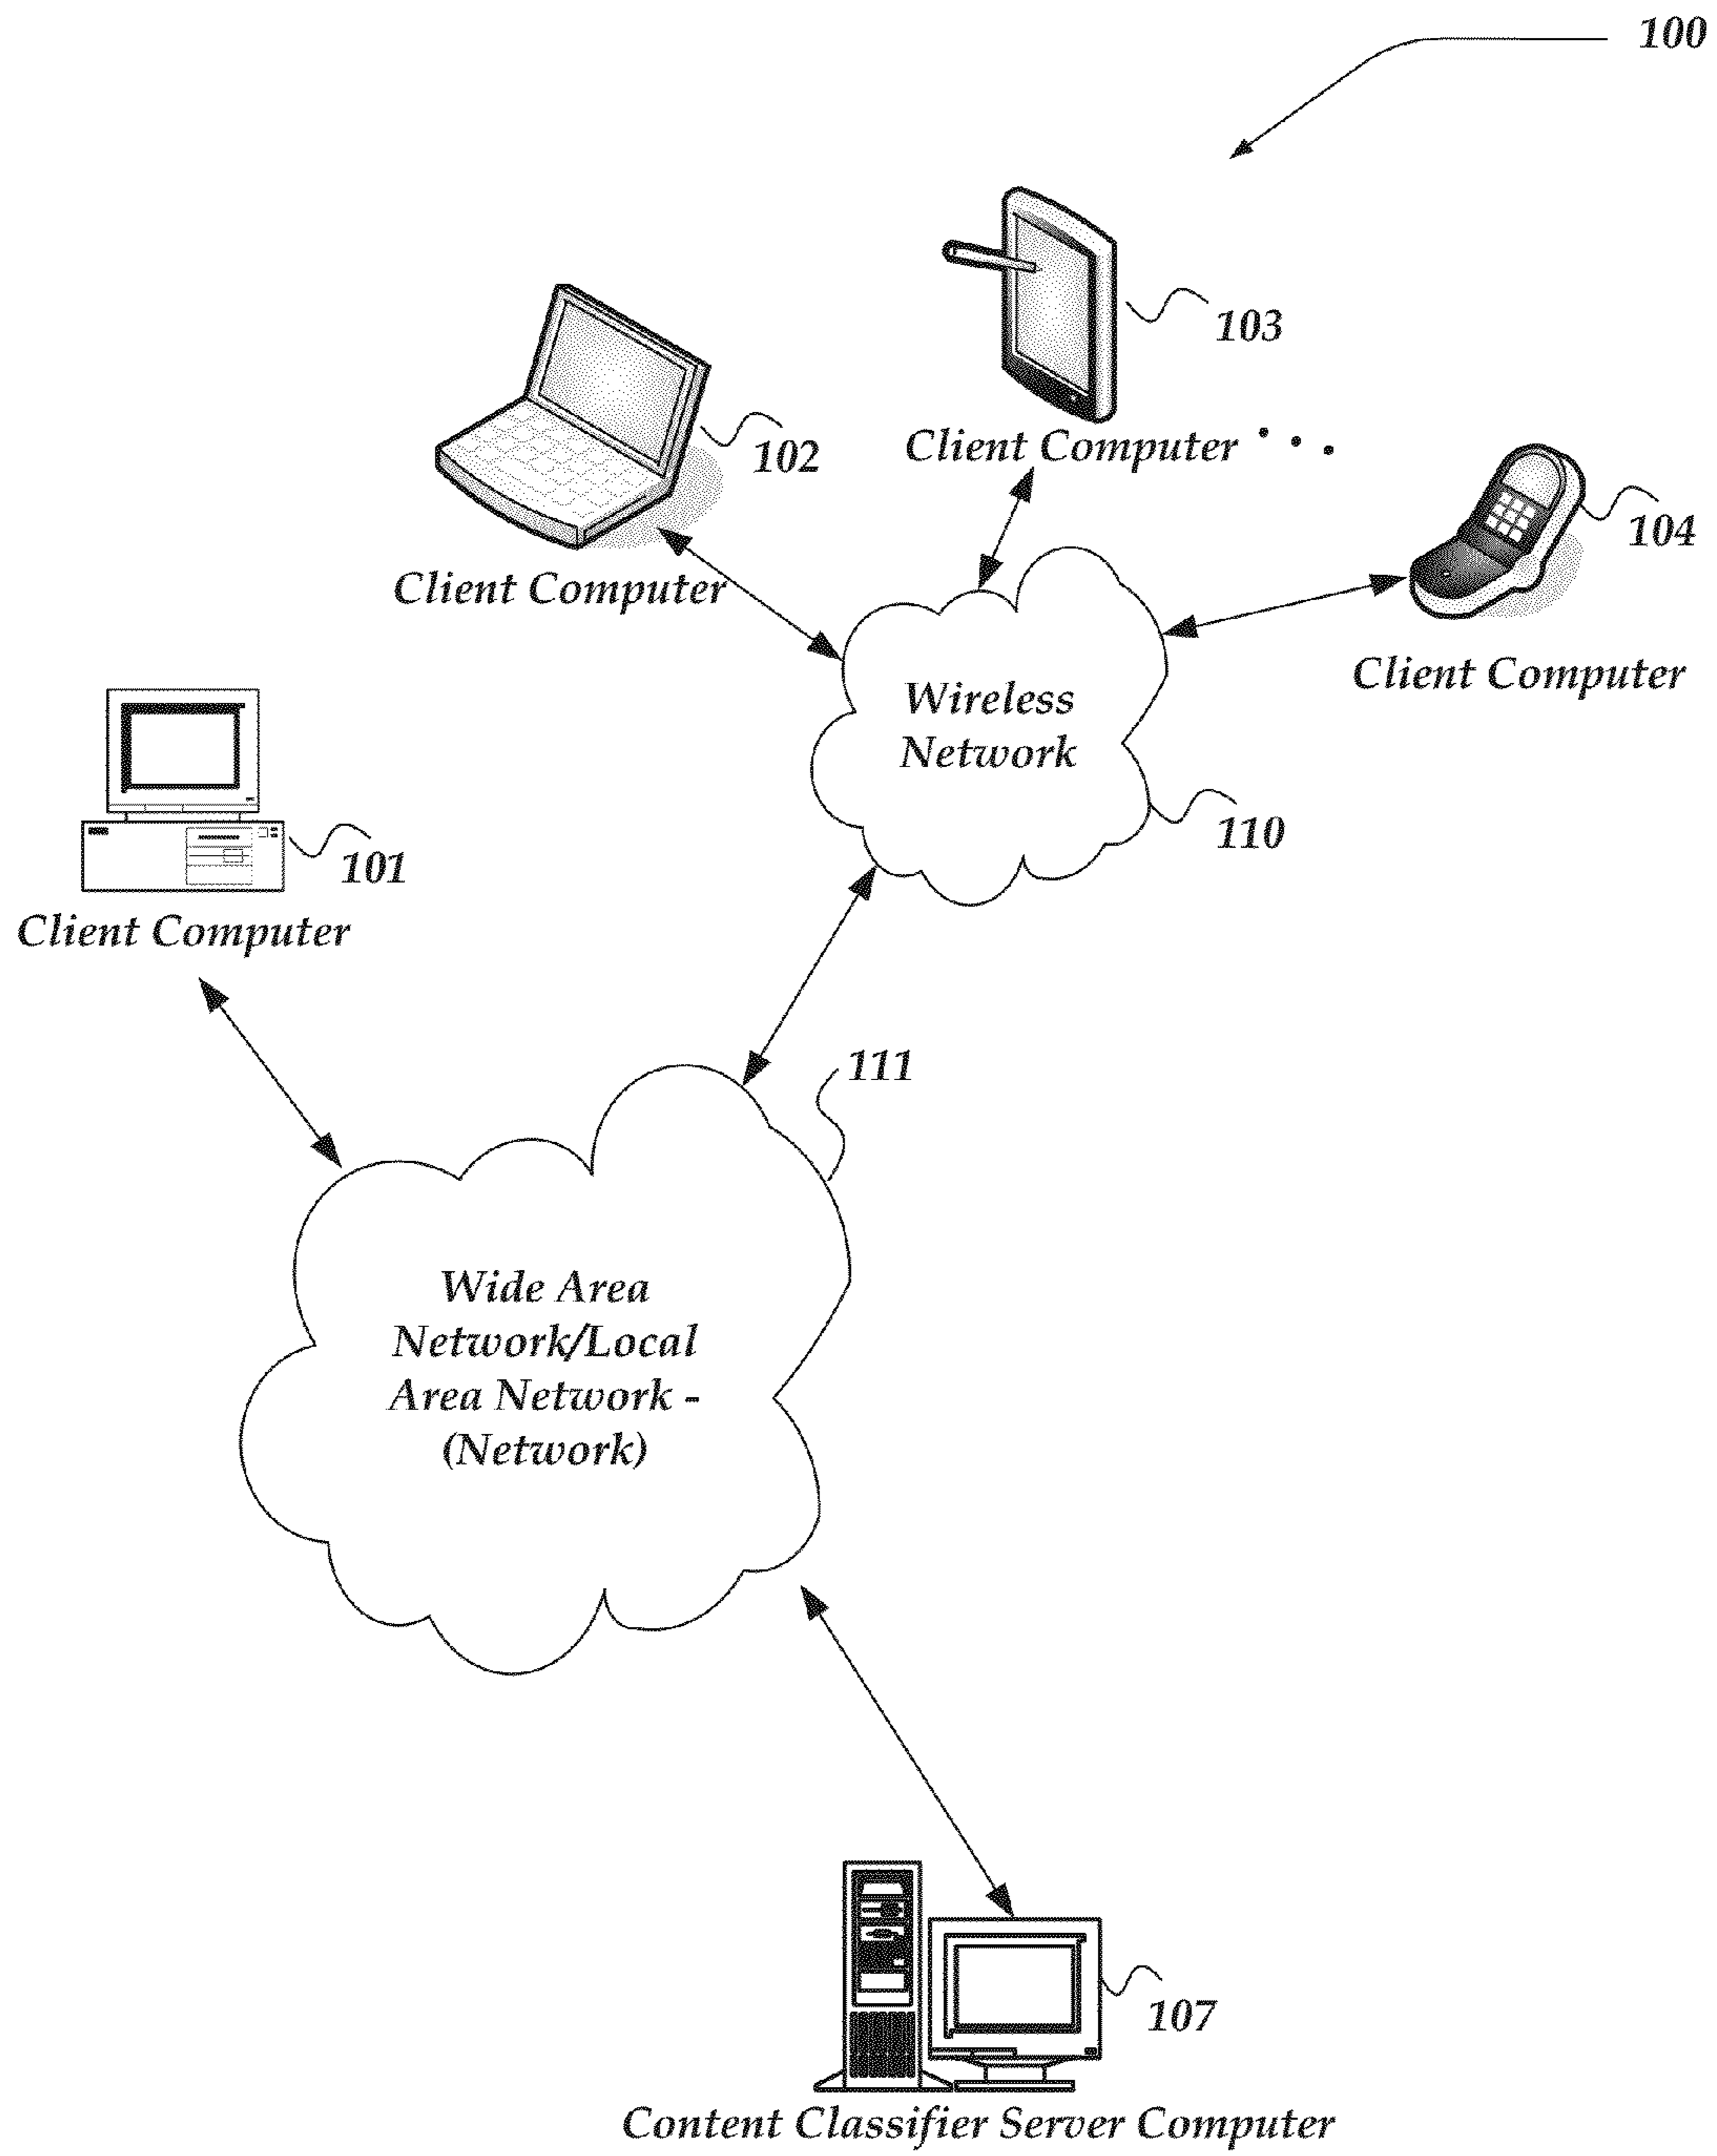 100
103
Client Computer
102
Client Computer
104
Client Computer
Wireless
Network
110
101
Client Computer
111
Wide Area
Network/Local
Area Network -
(Network)
107
Content Classifier Server Computer